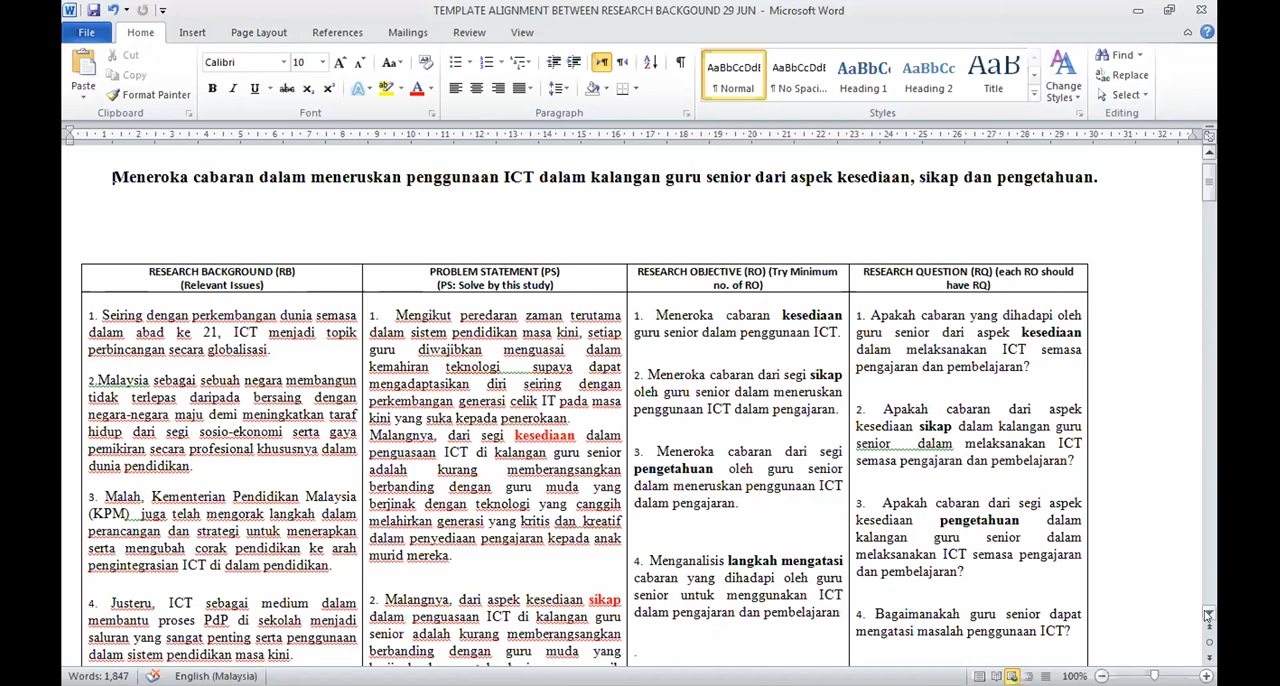 TEMPLATE ALIGNMENT BETWEEN RESEARCH BACKGOUND 29 JUN - Microsoft Word
File Home Insert Page Layout References Mailings Review View
Paste
Cut
Copy
Format Painter
Calibri 10
AaBbCcDdE ¶ Normal
AaBbCcDdE ¶ No Spaci...
AaBbCc Heading 1
AaBbCc Heading 2
AaB Title
Change Styles
Find
Replace
Select
Clipboard Font Paragraph Styles Editing
Meneroka cabaran dalam meneruskan penggunaan ICT dalam kalangan guru senior dari aspek kesediaan, sikap dan pengetahuan.
RESEARCH BACKGROUND (RB)
(Relevant Issues)
1. Seiring dengan perkembangan dunia semasa
dalam abad ke 21, ICT menjadi topik
perbincangan secara globalisasi.
2.Malaysia sebagai sebuah negara membangun
tidak terlepas daripada bersaing dengan
negara-negara maju demi meningkatkan taraf
hidup dari segi sosio-ekonomi serta gaya
pemikiran secara profesional khususnya dalam
dunia pendidikan.
3. Malah, Kementerian Pendidikan Malaysia
(KPM) juga telah mengorak langkah dalam
perancangan dan strategi untuk menerapkan
serta mengubah corak pendidikan ke arah
pengintegrasian ICT di dalam pendidikan.
4. Justeru, ICT sebagai medium dalam
membantu proses PdP di sekolah menjadi
saluran yang sangat penting serta penggunaan
dalam sistem pendidikan masa kini.
PROBLEM STATEMENT (PS)
(PS: Solve by this study)
1. Mengikut peredaran zaman terutama
dalam sistem pendidikan masa kini, setiap
guru diwajibkan menguasai dalam
kemahiran teknologi supaya dapat
mengadaptasikan diri seiring dengan
perkembangan generasi celik IT pada masa
kini yang suka kepada penerokaan.
Malangnya, dari segi kesediaan dalam
penguasaan ICT di kalangan guru senior
adalah kurang memberangsangkan
berbanding dengan guru muda yang
berjinak dengan teknologi yang canggih
melahirkan generasi yang kritis dan kreatif
dalam penyediaan pengajaran kepada anak
murid mereka.
2. Malangnya, dari aspek kesediaan sikap
dalam penguasaan ICT di kalangan guru
senior adalah kurang memberangsangkan
berbanding dengan guru muda yang
RESEARCH OBJECTIVE (RO) (Try Minimum
no. of RO)
1. Meneroka cabaran kesediaan
guru senior dalam penggunaan ICT.
2. Meneroka cabaran dari segi sikap
oleh guru senior dalam meneruskan
penggunaan ICT dalam pengajaran.
3. Meneroka cabaran dari segi
pengetahuan oleh guru senior
dalam meneruskan penggunaan ICT
dalam pengajaran.
4. Menganalisis langkah mengatasi
cabaran yang dihadapi oleh guru
senior untuk menggunakan ICT
dalam pengajaran dan pembelajaran
.
RESEARCH QUESTION (RQ) (each RO should
have RQ)
1. Apakah cabaran yang dihadapi oleh
guru senior dari aspek kesediaan
dalam melaksanakan ICT semasa
pengajaran dan pembelajaran?
2. Apakah cabaran dari aspek
kesediaan sikap dalam kalangan guru
senior dalam melaksanakan ICT
semasa pengajaran dan pembelajaran?
3. Apakah cabaran dari segi aspek
kesediaan pengetahuan dalam
kalangan guru senior dalam
melaksanakan ICT semasa pengajaran
dan pembelajaran?
4. Bagaimanakah guru senior dapat
mengatasi masalah penggunaan ICT?
Words: 1,847 English (Malaysia) 100%